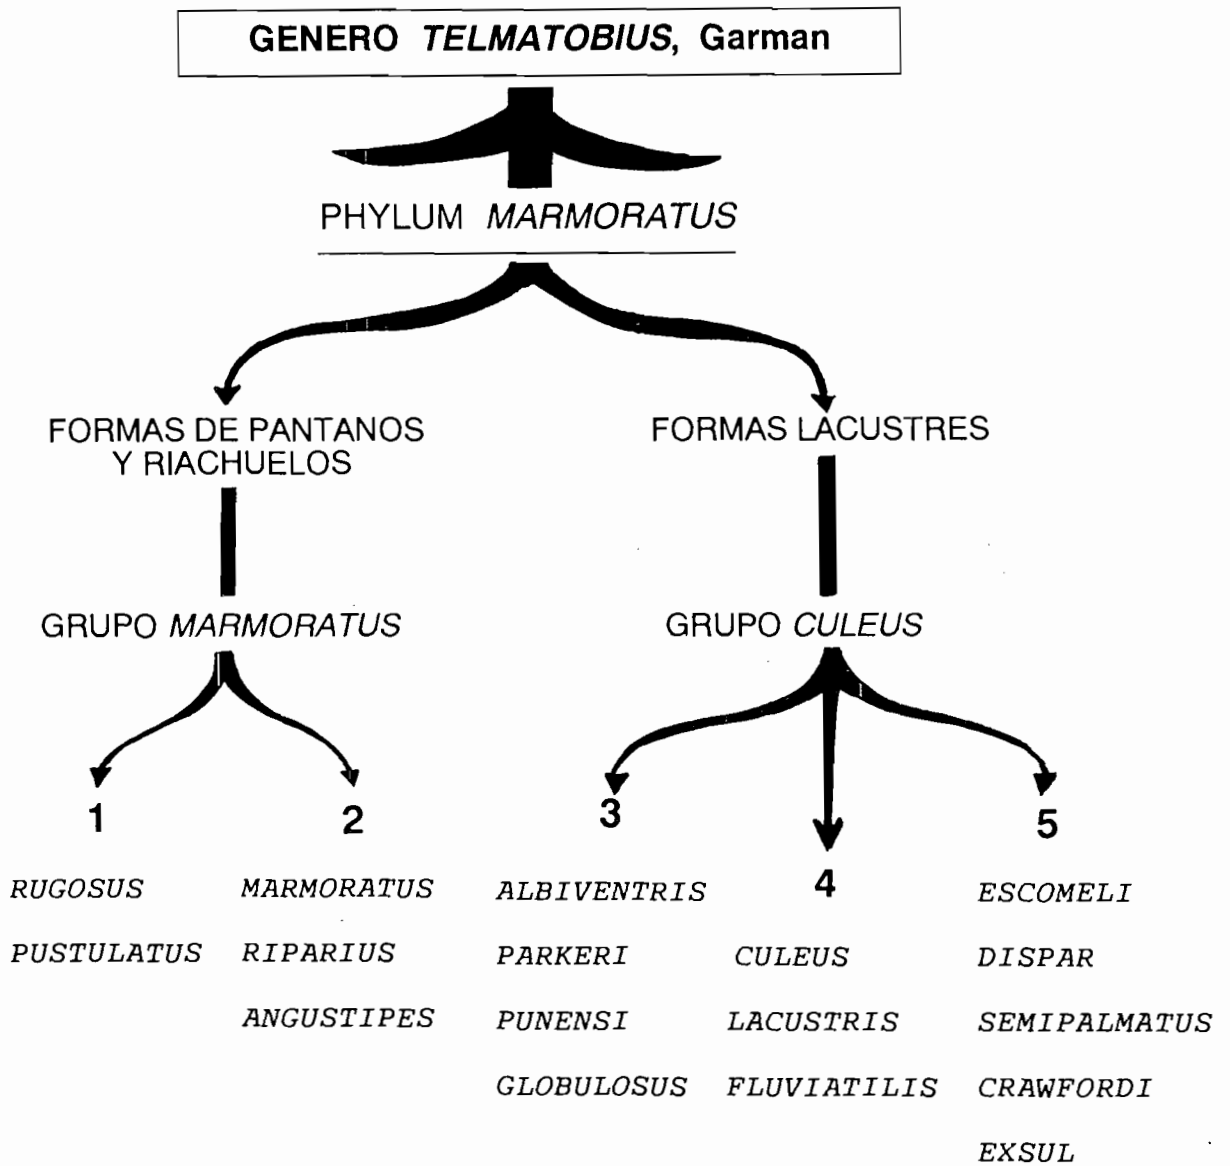 GENERO TELMATOBIUS, Garman
PHYLUM MARMORATUS
FORMAS DE PANTANOS
Y RIACHUELOS
FORMAS LACUSTRES
GRUPO MARMORATUS
GRUPO CULEUS
1
RUGOSUS
PUSTULATUS
2
MARMORATUS
RIPARIUS
ANGUSTIPES
3
ALBIVENTRIS
PARKERI
PUNENSI
GLOBULOSUS
4
CULEUS
LACUSTRIS
FLUVIATILIS
5
ESCOMELI
DISPAR
SEMIPALMATUS
CRAWFORDI
EXSUL